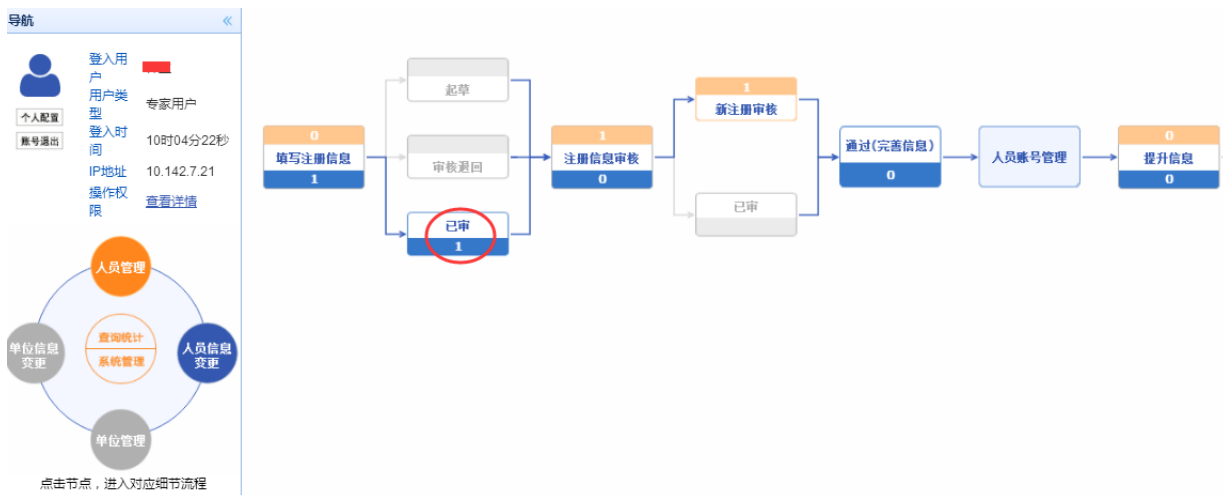 导航
登入用
户
用户类
型
专家用户
登入时
间
10时04分22秒
IP地址
10.142.7.21
操作权
限
查看详情
个人配置
账号退出
人员管理
查询统计
系统管理
单位信息
变更
人员信息
变更
单位管理
点击节点，进入对应细节流程
0
填写注册信息
1
起草
审核退回
已审
1
1
注册信息审核
0
1
新注册审核
已审
通过(完善信息)
0
人员账号管理
0
提升信息
0